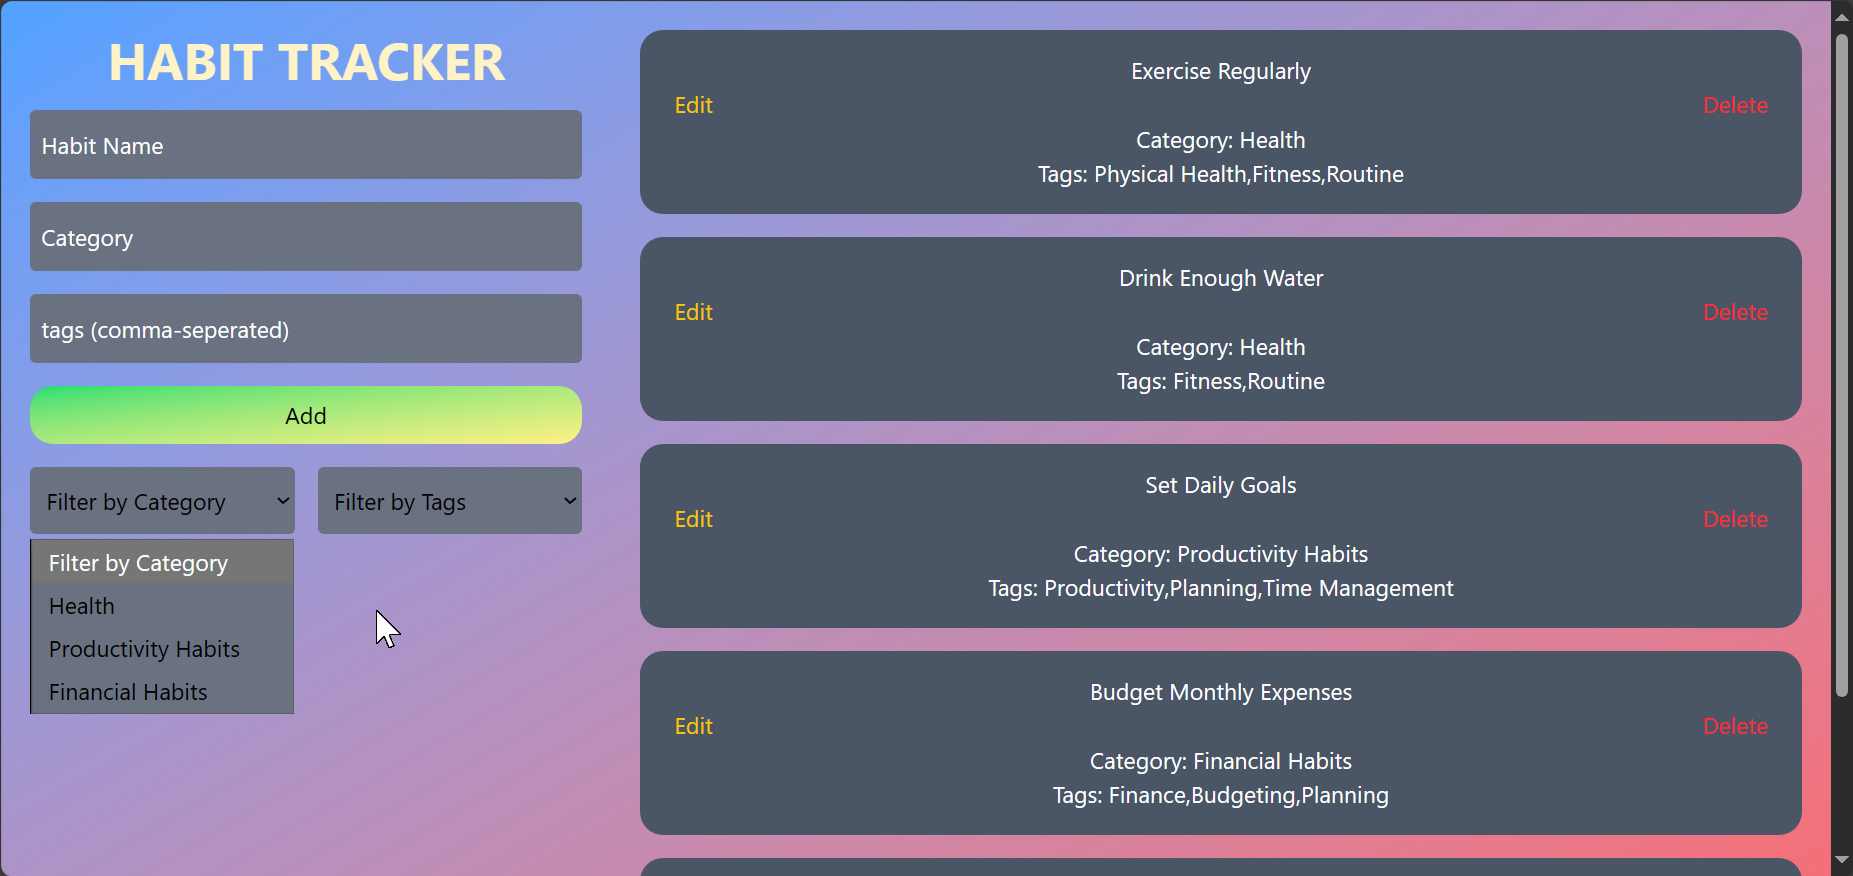 HABIT TRACKER
Habit Name
Category
tags (comma-seperated)
Add
Filter by Category
Filter by Tags
Filter by Category
Health
Productivity Habits
Financial Habits
Exercise Regularly
Edit
Delete
Category: Health
Tags: Physical Health,Fitness,Routine
Drink Enough Water
Edit
Delete
Category: Health
Tags: Fitness,Routine
Set Daily Goals
Edit
Delete
Category: Productivity Habits
Tags: Productivity,Planning,Time Management
Budget Monthly Expenses
Edit
Delete
Category: Financial Habits
Tags: Finance,Budgeting,Planning